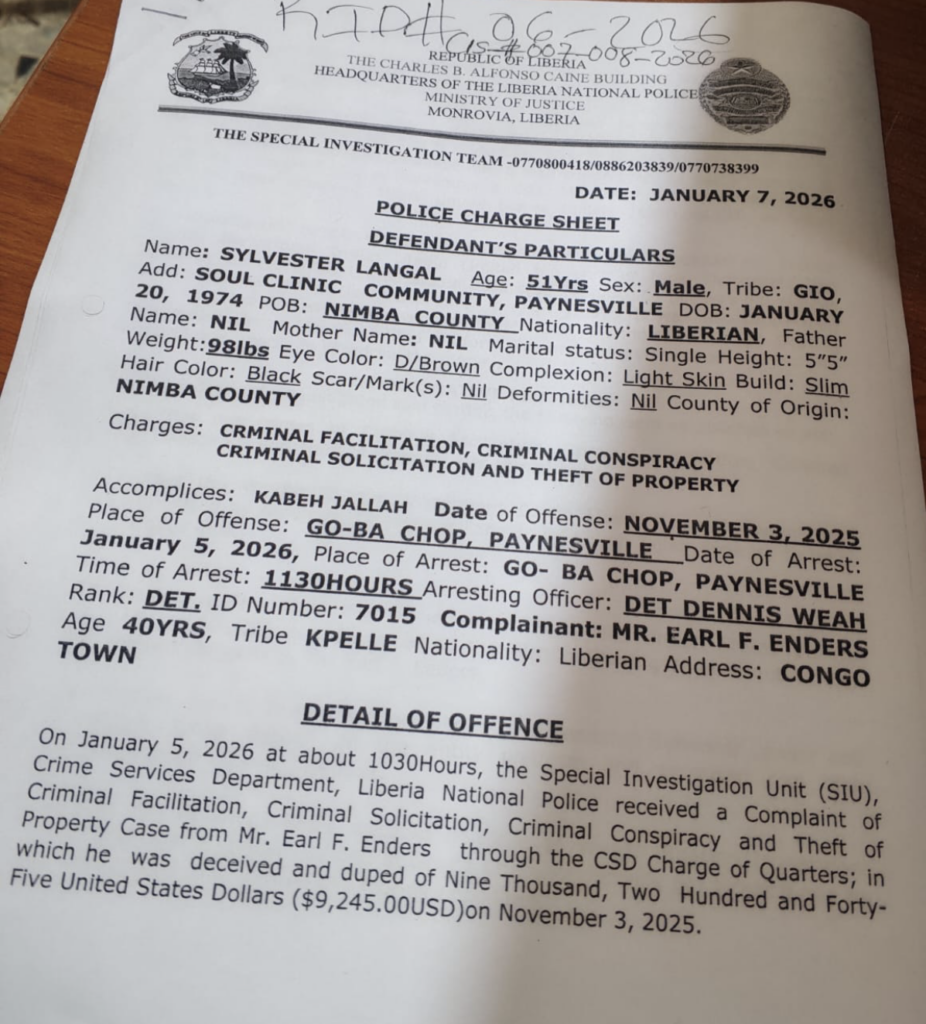 06-2026
CIS # 007-008-2026
REPUBLIC OF LIBERIA
THE CHARLES B. ALFONSO CAINE BUILDING
HEADQUARTERS OF THE LIBERIA NATIONAL POLICE
MINISTRY OF JUSTICE
MONROVIA, LIBERIA
THE SPECIAL INVESTIGATION TEAM -0770800418/0886203839/0770738399
DATE: JANUARY 7, 2026
POLICE CHARGE SHEET
DEFENDANT'S PARTICULARS
Name: SYLVESTER LANGAL Age: 51Yrs Sex: Male, Tribe: GIO,
Add: SOUL CLINIC COMMUNITY, PAYNESVILLE DOB: JANUARY
20, 1974 POB: NIMBA COUNTY Nationality: LIBERIAN, Father
Name: NIL Mother Name: NIL Marital status: Single Height: 5"5"
Weight:98lbs Eye Color: D/Brown Complexion: Light Skin Build: Slim
Hair Color: Black Scar/Mark(s): Nil Deformities: Nil County of Origin:
NIMBA COUNTY
Charges: CRMINAL FACILITATION, CRIMINAL CONSPIRACY
CRIMINAL SOLICITATION AND THEFT OF PROPERTY
Accomplices: KABEH JALLAH Date of Offense: NOVEMBER 3, 2025
Place of Offense: GO-BA CHOP, PAYNESVILLE Date of Arrest:
January 5, 2026, Place of Arrest: GO- BA CHOP, PAYNESVILLE
Time of Arrest: 1130HOURS Arresting Officer: DET DENNIS WEAH
Rank: DET. ID Number: 7015 Complainant: MR. EARL F. ENDERS
Age 40YRS, Tribe KPELLE Nationality: Liberian Address: CONGO
TOWN
DETAIL OF OFFENCE
On January 5, 2026 at about 1030Hours, the Special Investigation Unit (SIU),
Crime Services Department, Liberia National Police received a Complaint of
Criminal Facilitation, Criminal Solicitation, Criminal Conspiracy and Theft of
Property Case from Mr. Earl F. Enders through the CSD Charge of Quarters; in
which he was deceived and duped of Nine Thousand, Two Hundred and Forty-
Five United States Dollars ($9,245.00USD)on November 3, 2025.